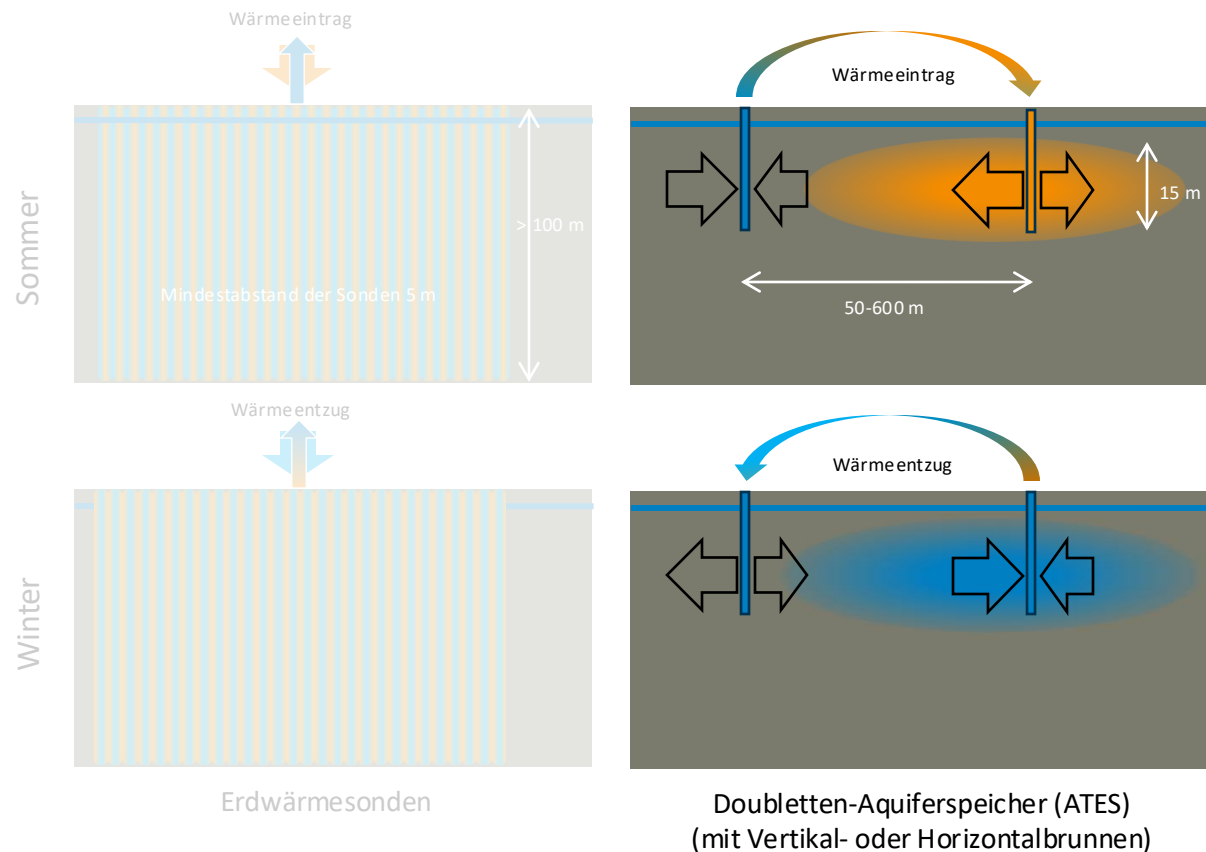 Wärmeeintrag
Wärmeeintrag
Sommer
> 100 m
15 m
Mindestabstand der Sonden 5 m
50-600 m
Wärmeentzug
Wärmeentzug
Winter
Erdwärmesonden
Doubletten-Aquiferspeicher (ATES)
(mit Vertikal- oder Horizontalbrunnen)